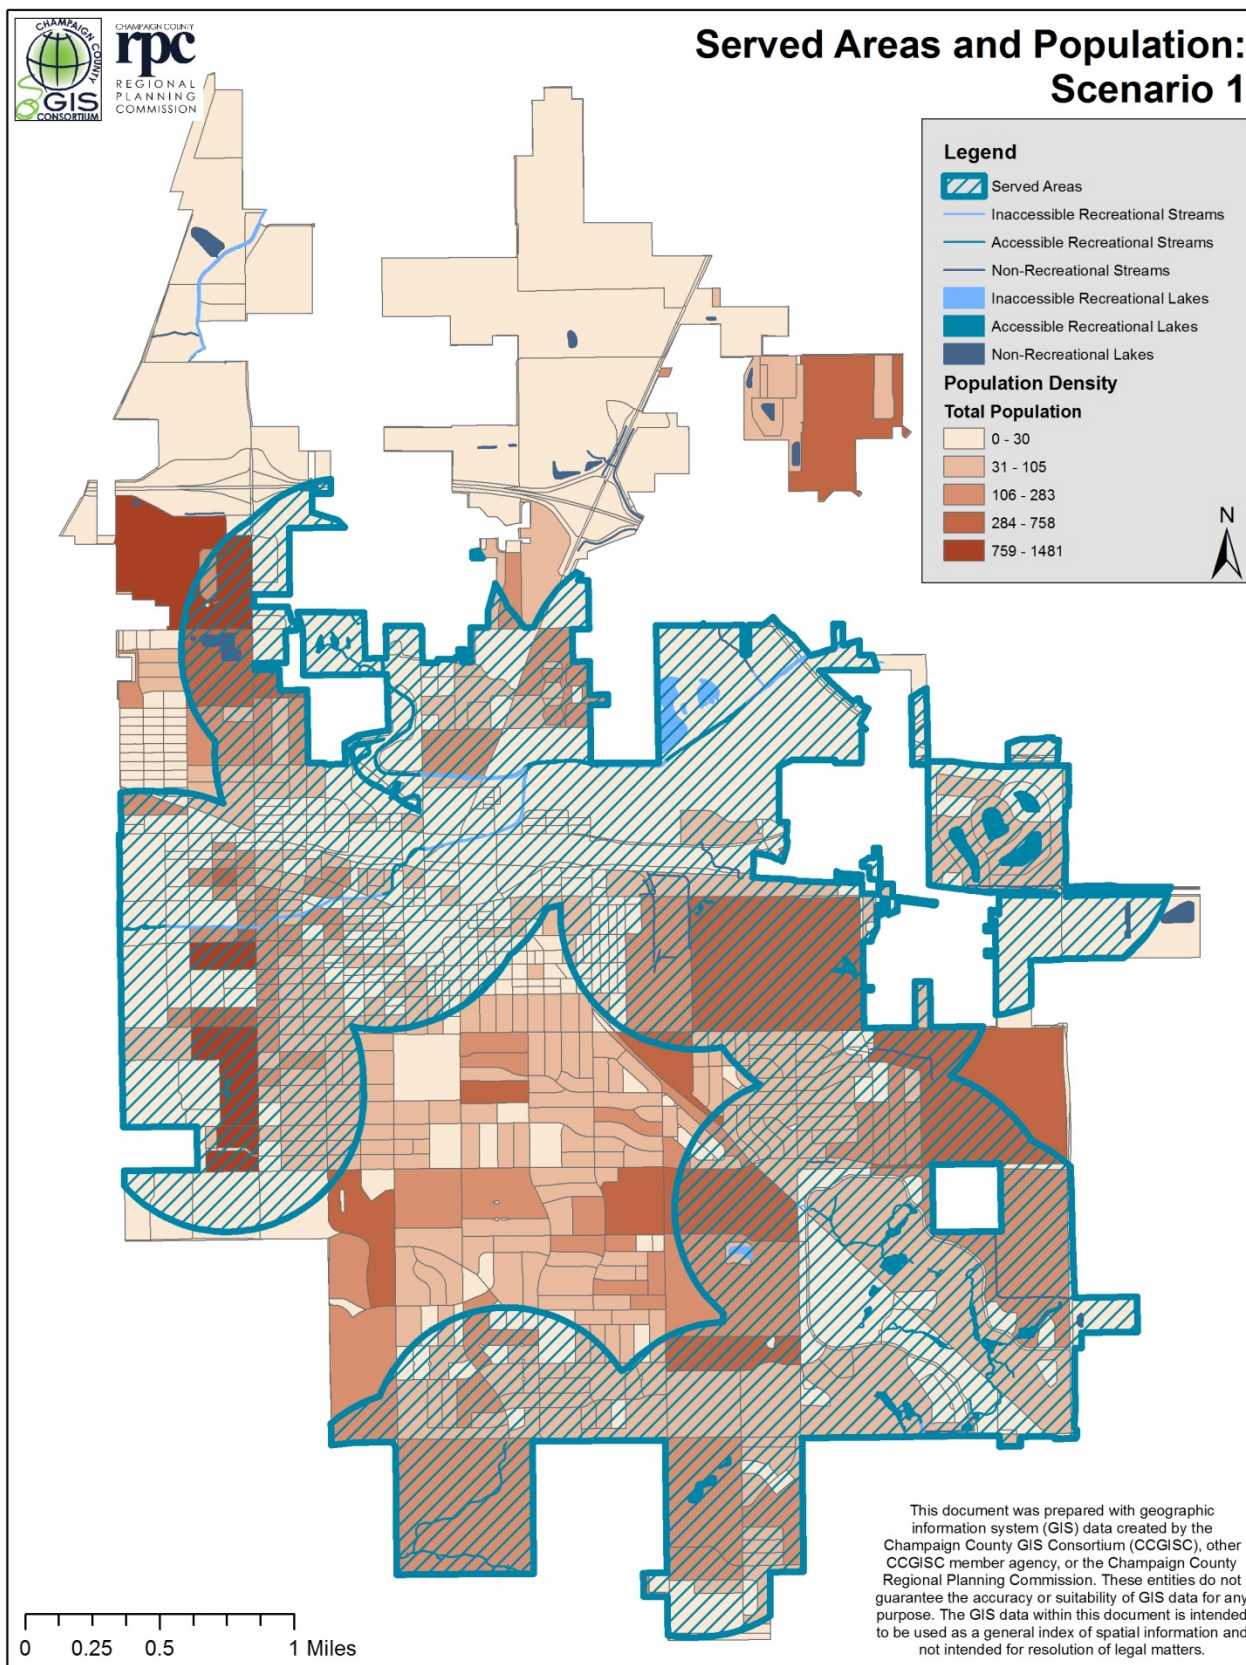 CHAMPAIGN COUNTY
GIS
CONSORTIUM
CHAMPAIGN COUNTY
rpc
REGIONAL
PLANNING
COMMISSION
Served Areas and Population:
Scenario 1
Legend
Served Areas
Inaccessible Recreational Streams
Accessible Recreational Streams
Non-Recreational Streams
Inaccessible Recreational Lakes
Accessible Recreational Lakes
Non-Recreational Lakes
Population Density
Total Population
0 - 30
31 - 105
106 - 283
284 - 758
759 - 1481
N
This document was prepared with geographic
information system (GIS) data created by the
Champaign County GIS Consortium (CCGISC), other
CCGISC member agency, or the Champaign County
Regional Planning Commission. These entities do not
guarantee the accuracy or suitability of GIS data for any
purpose. The GIS data within this document is intended
to be used as a general index of spatial information and
not intended for resolution of legal matters.
0 0.25 0.5 1 Miles